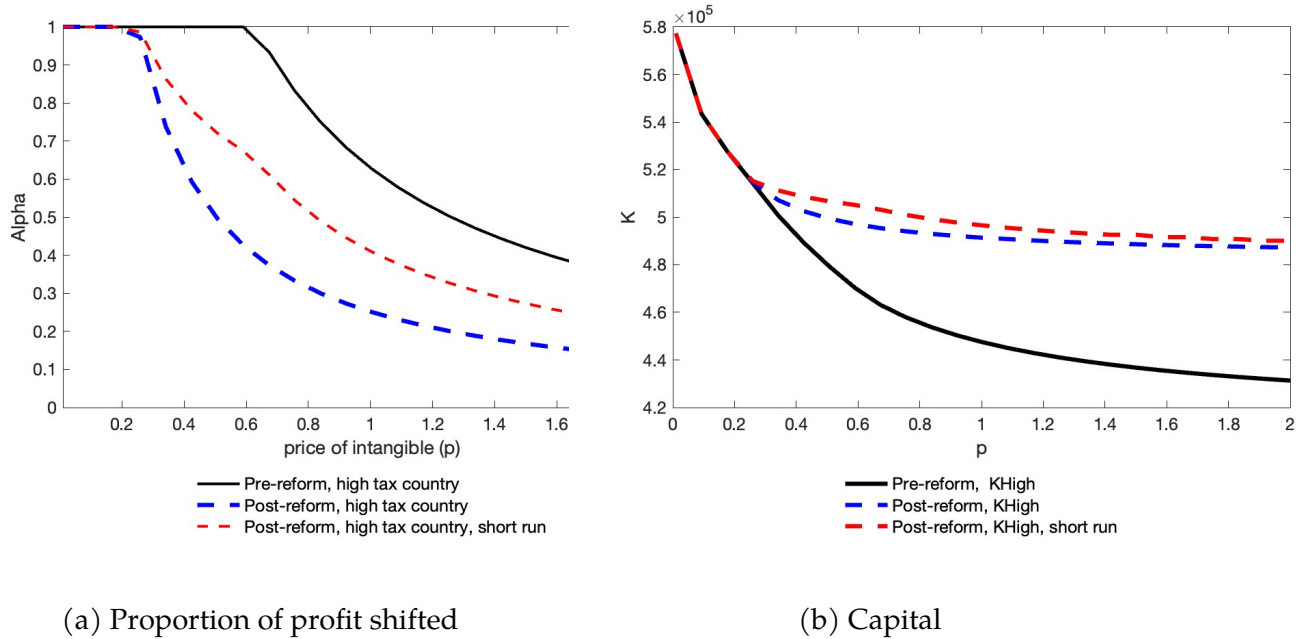 1
0.9
0.8
0.7
0.6
0.5
0.4
0.3
0.2
0.1
0
Alpha
0.2 0.4 0.6 0.8 1 1.2 1.4 1.6
price of intangible (p)
Pre-reform, high tax country
Post-reform, high tax country
Post-reform, high tax country, short run
(a) Proportion of profit shifted
×10⁵
5.8
5.6
5.4
5.2
5
4.8
4.6
4.4
4.2
K
0 0.2 0.4 0.6 0.8 1 1.2 1.4 1.6 1.8 2
p
Pre-reform, KHigh
Post-reform, KHigh
Post-reform, KHigh, short run
(b) Capital